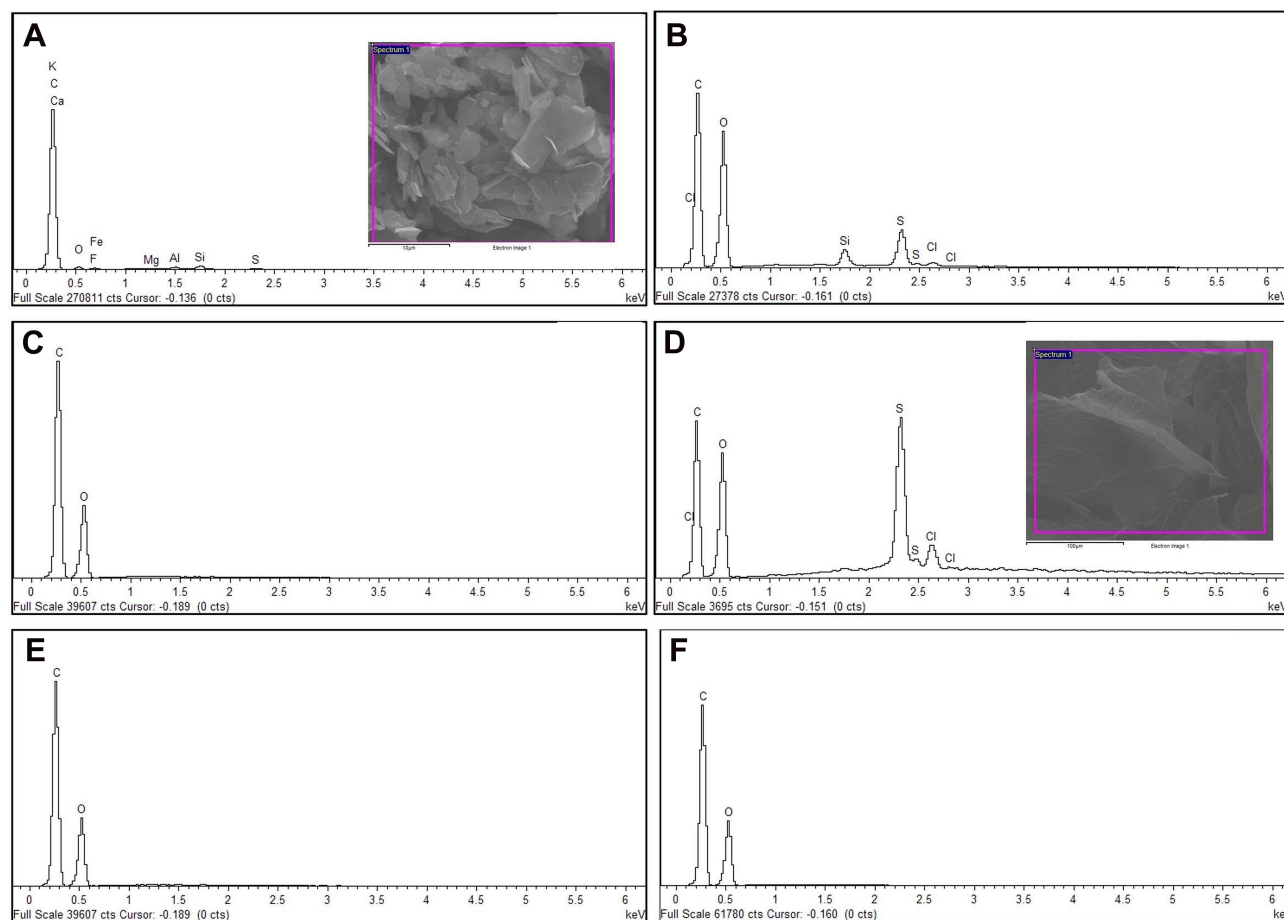 A
K
C
Ca
O
Fe
F
Mg
Al
Si
S
Spectrum 1
10µm
Electron Image 1
0 0.5 1 1.5 2 2.5 3 3.5 4 4.5 5 5.5 6
Full Scale 270811 cts Cursor: -0.136 (0 cts)
keV
B
C
O
Cl
Si
S
S
Cl
Cl
0 0.5 1 1.5 2 2.5 3 3.5 4 4.5 5 5.5 6
Full Scale 27378 cts Cursor: -0.161 (0 cts)
keV
C
C
O
0 0.5 1 1.5 2 2.5 3 3.5 4 4.5 5 5.5 6
Full Scale 39607 cts Cursor: -0.189 (0 cts)
keV
D
C
O
Cl
S
S
Cl
Cl
Spectrum 1
100µm
Electron Image 1
0 0.5 1 1.5 2 2.5 3 3.5 4 4.5 5 5.5 6
Full Scale 3695 cts Cursor: -0.151 (0 cts)
keV
E
C
O
0 0.5 1 1.5 2 2.5 3 3.5 4 4.5 5 5.5 6
Full Scale 39607 cts Cursor: -0.189 (0 cts)
keV
F
C
O
0 0.5 1 1.5 2 2.5 3 3.5 4 4.5 5 5.5 6
Full Scale 61780 cts Cursor: -0.160 (0 cts)
keV